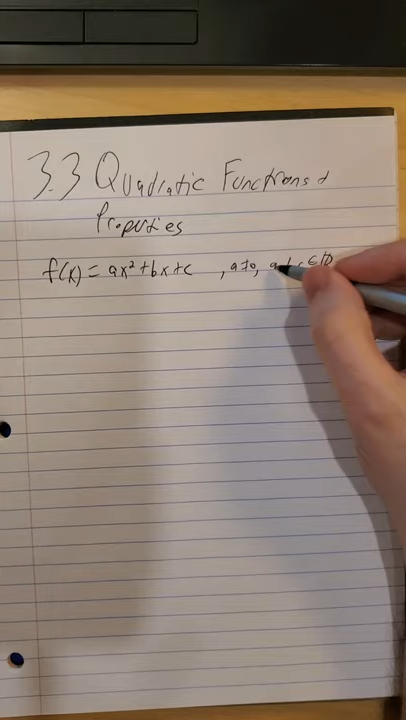 3.3 Quadratic Functions +
Properties
f(x) = ax² + bx + c , a ≠ 0, a, b, c ∈ ℝ